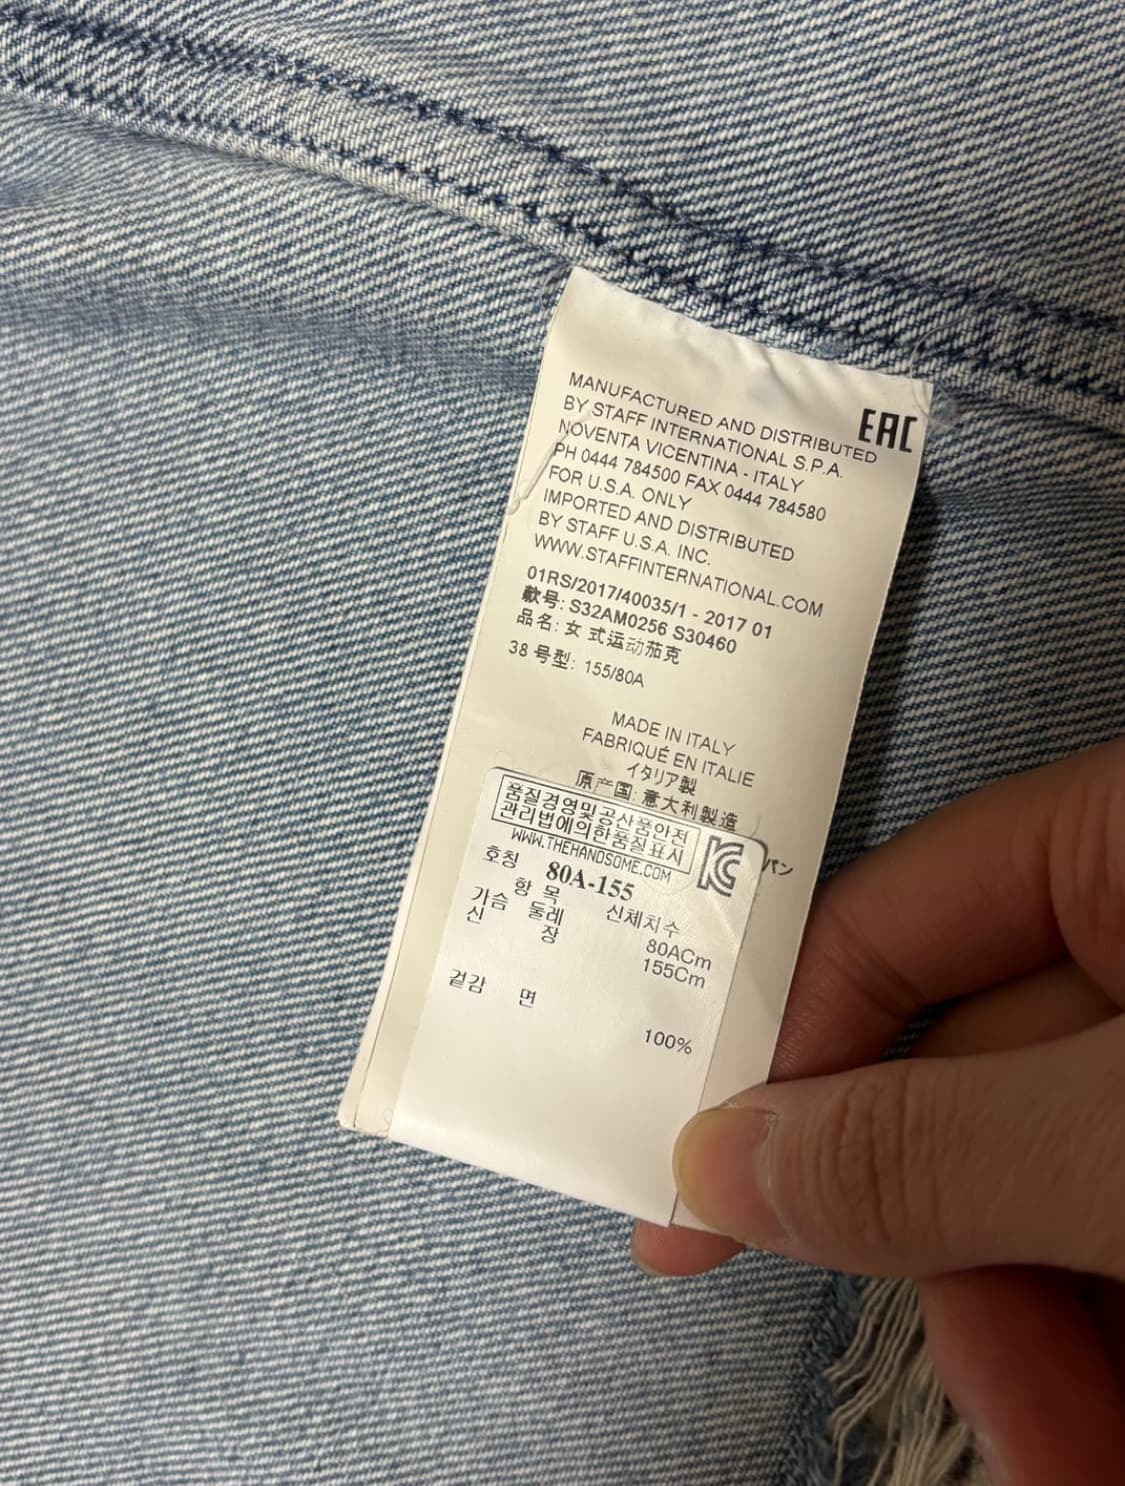 EAC
MANUFACTURED AND DISTRIBUTED
BY STAFF INTERNATIONAL S.P.A.
NOVENTA VICENTINA - ITALY
PH 0444 784500 FAX 0444 784580
FOR U.S.A. ONLY
IMPORTED AND DISTRIBUTED
BY STAFF U.S.A. INC.
WWW.STAFFINTERNATIONAL.COM
01RS/2017/40035/1 - 2017 01
款号: S32AM0256 S30460
品名: 女 式运动茄克
38 号型: 155/80A
MADE IN ITALY
FABRIQUÉ EN ITALIE
イタリア製
原产国 意大利製造
パン
품질경영및공산품안전
관리법에의한품질표시
WWW.THEHANDSOME.COM
호칭 80A-155
항 목 신체치수
가슴 둘레 80ACm
신 장 155Cm
겉감 면
100%